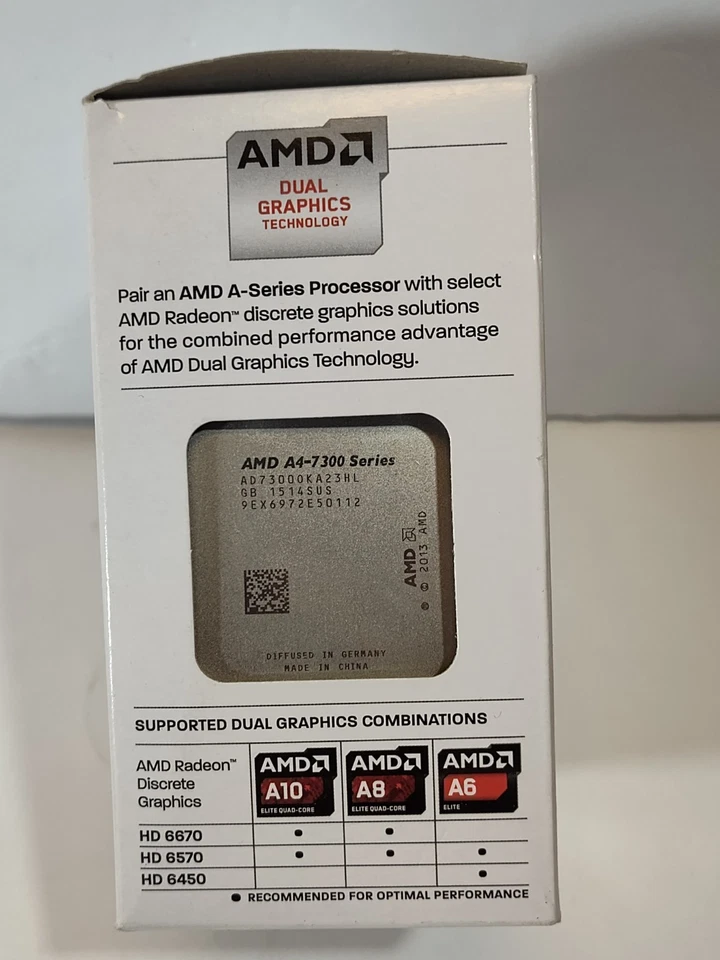 AMD
DUAL
GRAPHICS
TECHNOLOGY
Pair an AMD A-Series Processor with select
AMD Radeon™ discrete graphics solutions
for the combined performance advantage
of AMD Dual Graphics Technology.
AMD A4-7300 Series
AD73000KA23HL
GB 1514SUS
9EX6972E50112
AMD
© 2013 AMD
DIFFUSED IN GERMANY
MADE IN CHINA
SUPPORTED DUAL GRAPHICS COMBINATIONS
AMD Radeon™
Discrete
Graphics
AMD
A10
ELITE QUAD-CORE
AMD
A8
ELITE QUAD-CORE
AMD
A6
ELITE
HD 6670 • •
HD 6570 • • •
HD 6450 •
• RECOMMENDED FOR OPTIMAL PERFORMANCE